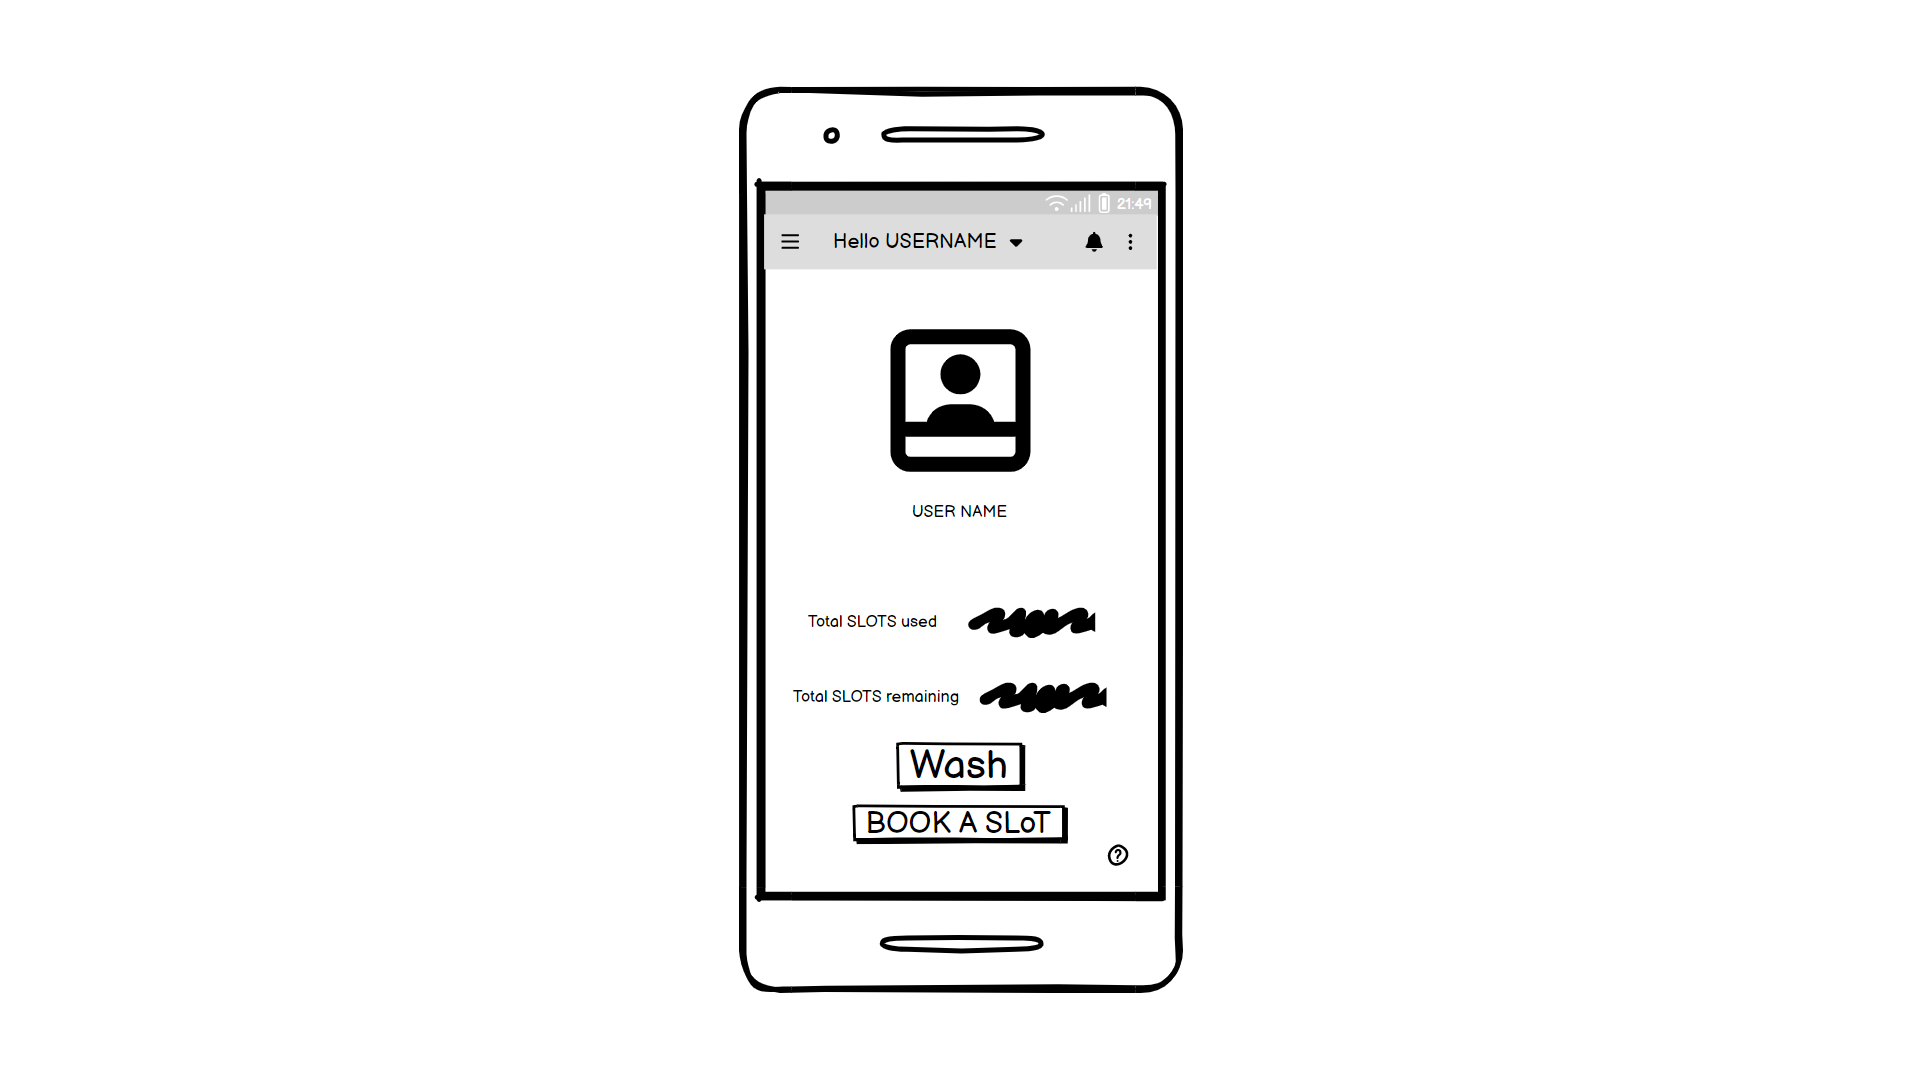 21:49
Hello USERNAME
USER NAME
Total SLOTS used
Total SLOTS remaining
Wash
BOOK A SLoT
?